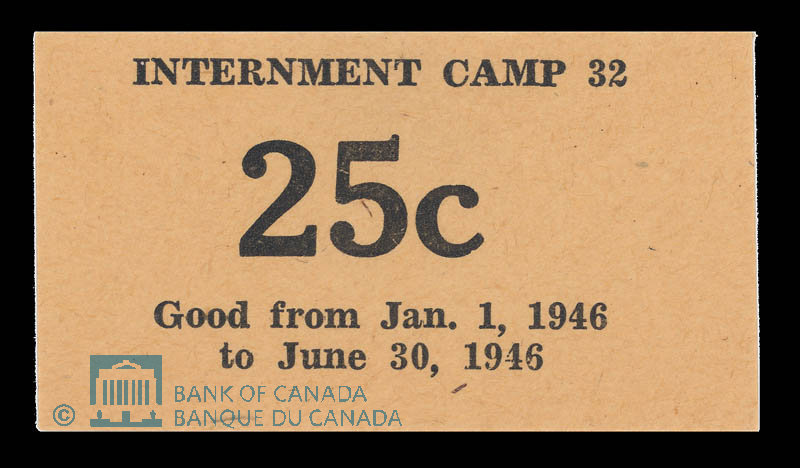 INTERNMENT CAMP 32
25c
Good from Jan. 1, 1946
to June 30, 1946
© BANK OF CANADA
BANQUE DU CANADA